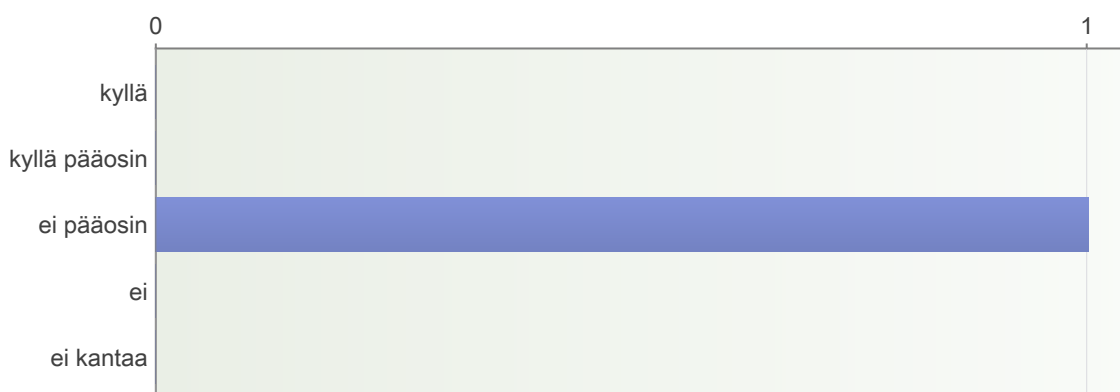 0 1
kyllä
kyllä pääosin
ei pääosin
ei
ei kantaa